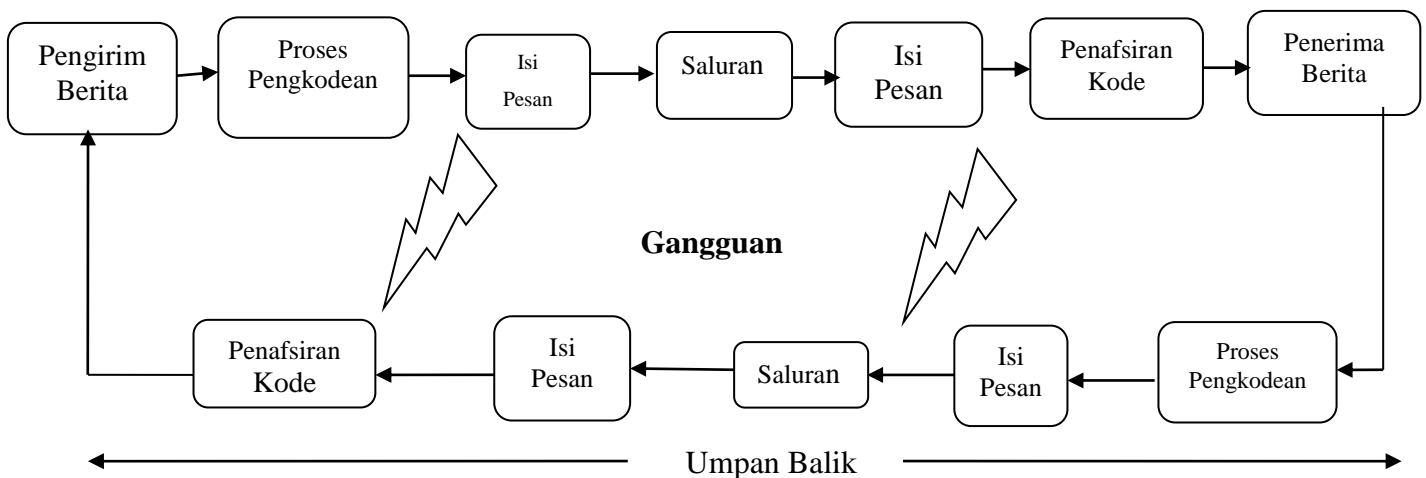 Pengirim
Berita
Proses
Pengkodean
Isi
Pesan
Saluran
Isi
Pesan
Penafsiran
Kode
Penerima
Berita
Gangguan
Penafsiran
Kode
Isi
Pesan
Saluran
Isi
Pesan
Proses
Pengkodean
Umpan Balik